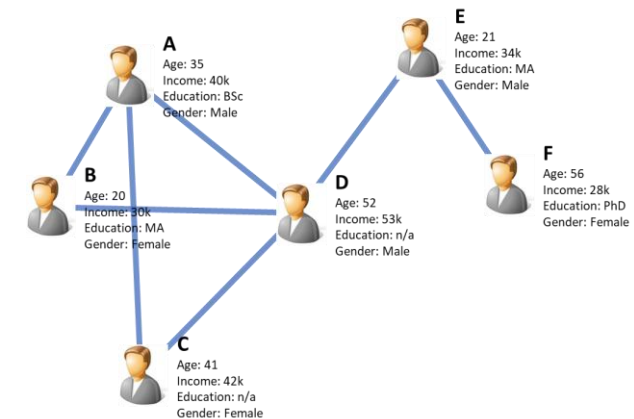 A
Age: 35
Income: 40k
Education: BSc
Gender: Male
E
Age: 21
Income: 34k
Education: MA
Gender: Male
B
Age: 20
Income: 30k
Education: MA
Gender: Female
D
Age: 52
Income: 53k
Education: n/a
Gender: Male
F
Age: 56
Income: 28k
Education: PhD
Gender: Female
C
Age: 41
Income: 42k
Education: n/a
Gender: Female